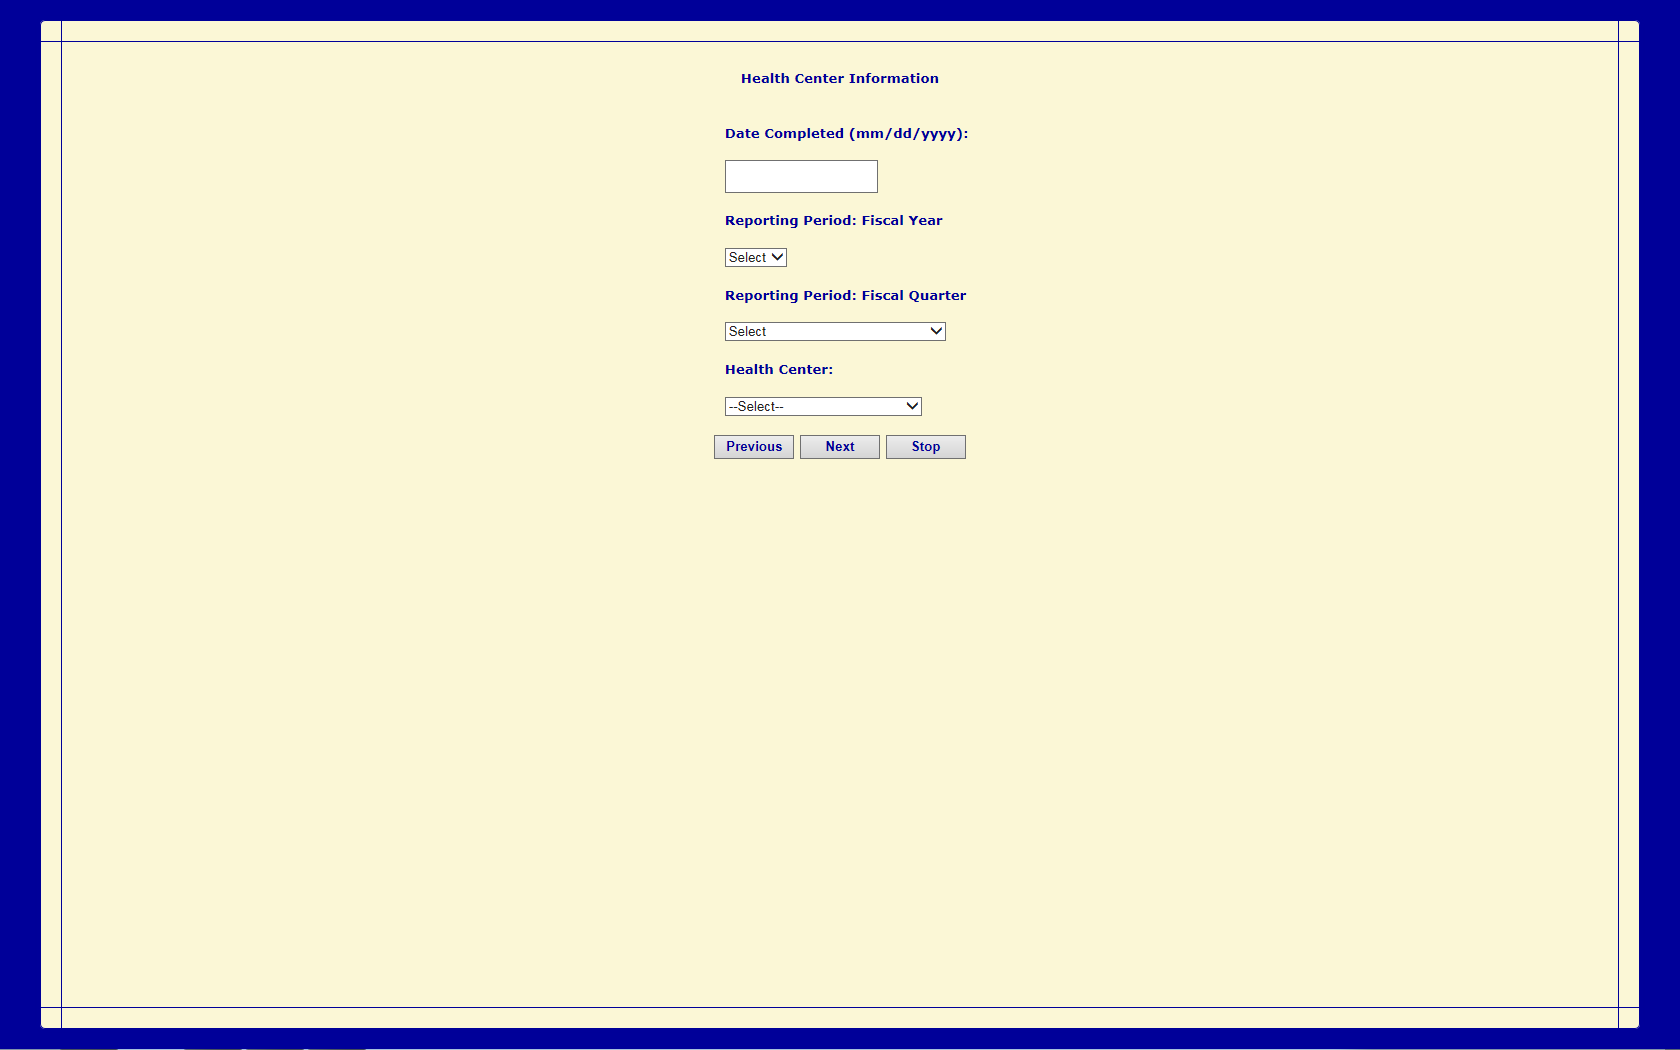 Health Center Information
Date Completed (mm/dd/yyyy):
Reporting Period: Fiscal Year
Select
Reporting Period: Fiscal Quarter
Select
Health Center:
--Select--
Previous Next Stop